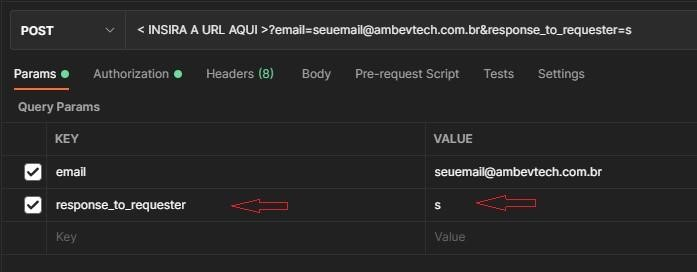 POST < INSIRA A URL AQUI >?email=seuemail@ambevtech.com.br&response_to_requester=s
Params Authorization Headers (8) Body Pre-request Script Tests Settings
Query Params
KEY VALUE
email seuemail@ambevtech.com.br
response_to_requester s
Key Value